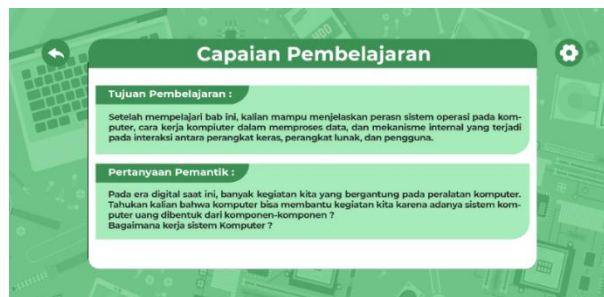 Capaian Pembelajaran
Tujuan Pembelajaran :
Setelah mempelajari bab ini, kalian mampu menjelaskan perasn sistem operasi pada kom-
puter, cara kerja kompiuter dalam memproses data, dan mekanisme internal yang terjadi
pada interaksi antara perangkat keras, perangkat lunak, dan pengguna.
Pertanyaan Pemantik :
Pada era digital saat ini, banyak kegiatan kita yang bergantung pada peralatan komputer.
Tahukan kalian bahwa komputer bisa membantu kegiatan kita karena adanya sistem kom-
puter uang dibentuk dari komponen-komponen ?
Bagaimana kerja sistem Komputer ?